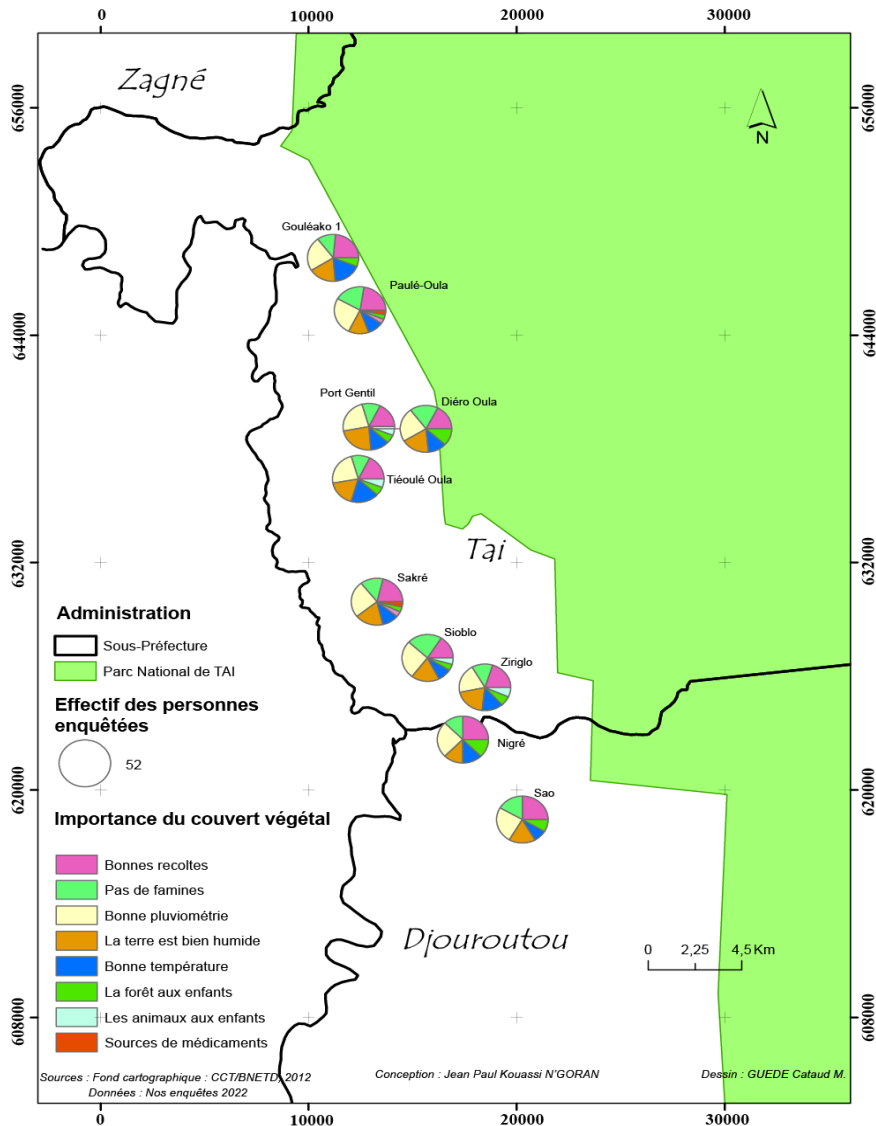 0 10000 20000 30000
656000
644000
632000
620000
608000
656000
644000
632000
620000
608000
Zagné
N
Gouléako 1
Paulé-Oula
Port Gentil
Diéro Oula
Tiéoulé Oula
Tai
Sakré
Sioblo
Ziriglo
Nigré
Sao
Djouroutou
0 2,25 4,5 Km
Administration
Sous-Préfecture
Parc National de TAI
Effectif des personnes
enquêtées
52
Importance du couvert végétal
Bonnes recoltes
Pas de famines
Bonne pluviométrie
La terre est bien humide
Bonne température
La forêt aux enfants
Les animaux aux enfants
Sources de médicaments
Sources : Fond cartographique : CCT/BNETD, 2012
Données : Nos enquêtes 2022
Conception : Jean Paul Kouassi N'GORAN
Dessin : GUEDE Cataud M.
0 10000 20000 30000